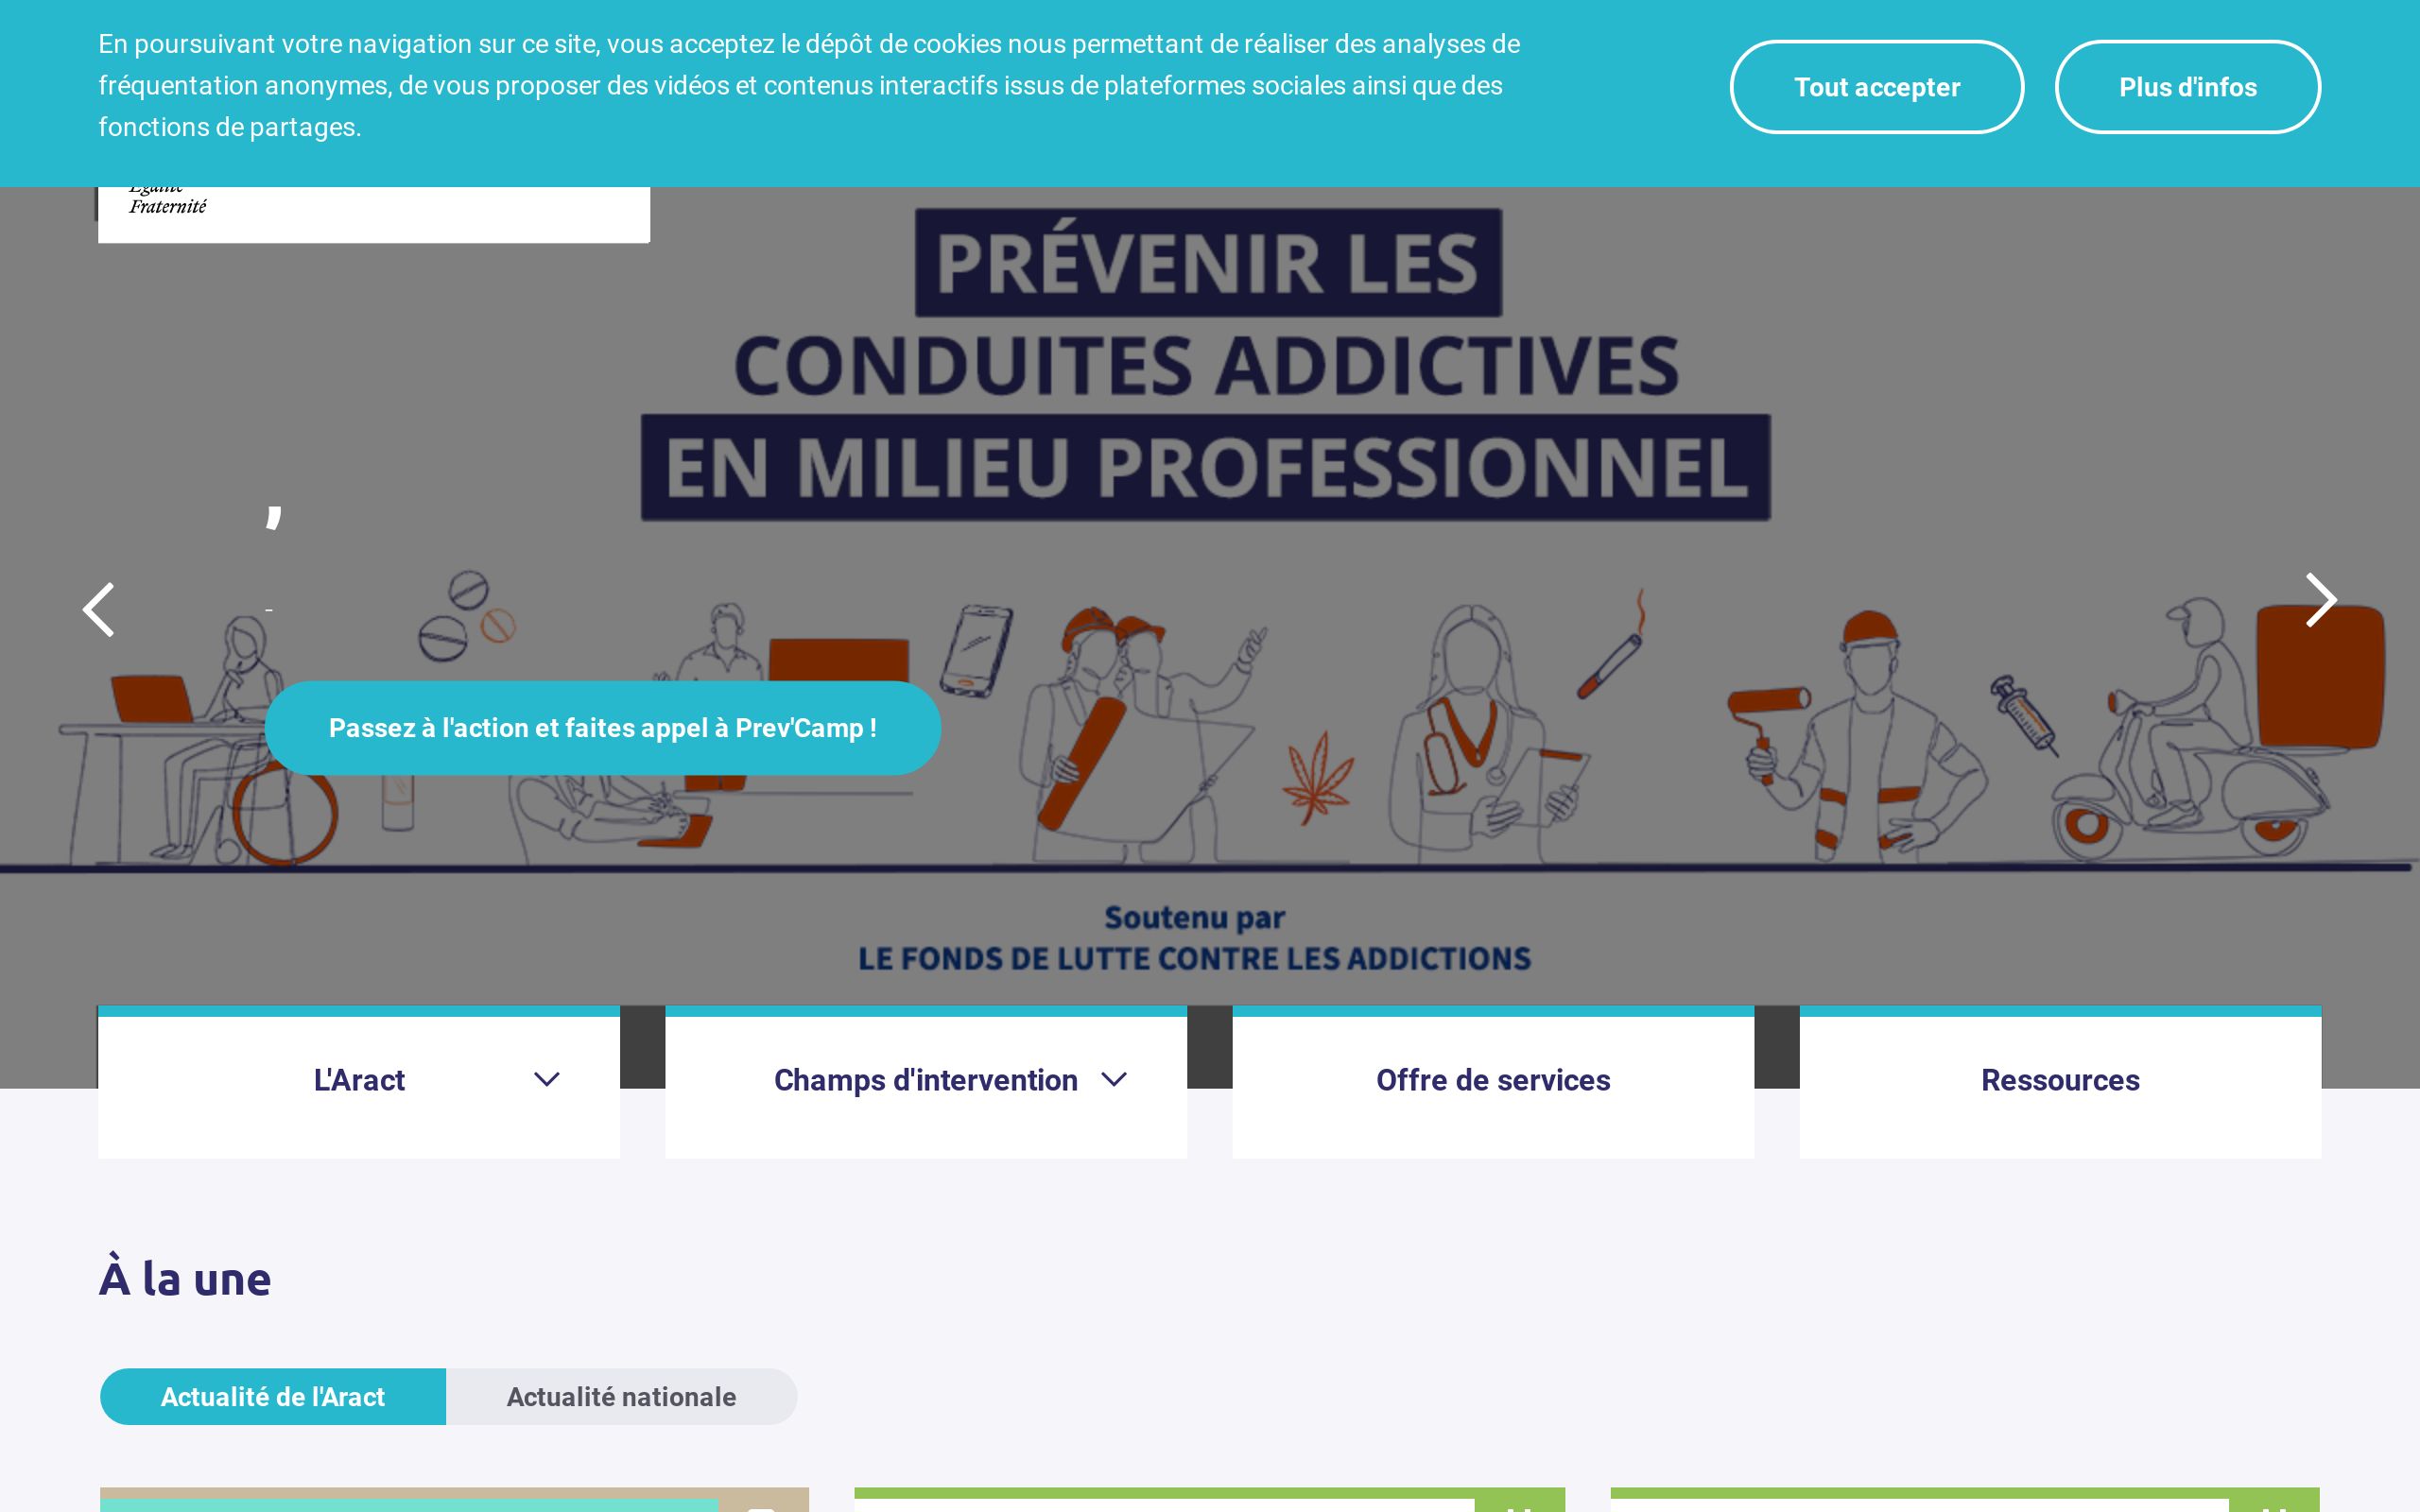 En poursuivant votre navigation sur ce site, vous acceptez le dépôt de cookies nous permettant de réaliser des analyses de
fréquentation anonymes, de vous proposer des vidéos et contenus interactifs issus de plateformes sociales ainsi que des
fonctions de partages.
Tout accepter
Plus d'infos
Égalité
Fraternité
PRÉVENIR LES
CONDUITES ADDICTIVES
EN MILIEU PROFESSIONNEL
,
-
Passez à l'action et faites appel à Prev'Camp !
Soutenu par
LE FONDS DE LUTTE CONTRE LES ADDICTIONS
L'Aract
Champs d'intervention
Offre de services
Ressources
À la une
Actualité de l'Aract
Actualité nationale